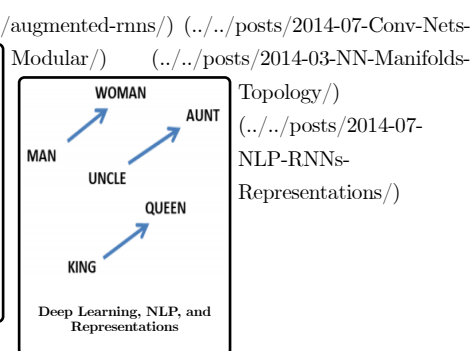 /augmented-rnns/) (../../posts/2014-07-Conv-Nets-
Modular/) (../../posts/2014-03-NN-Manifolds-
Topology/)
(../../posts/2014-07-
NLP-RNNs-
Representations/)
WOMAN
AUNT
MAN
UNCLE
QUEEN
KING
Deep Learning, NLP, and
Representations